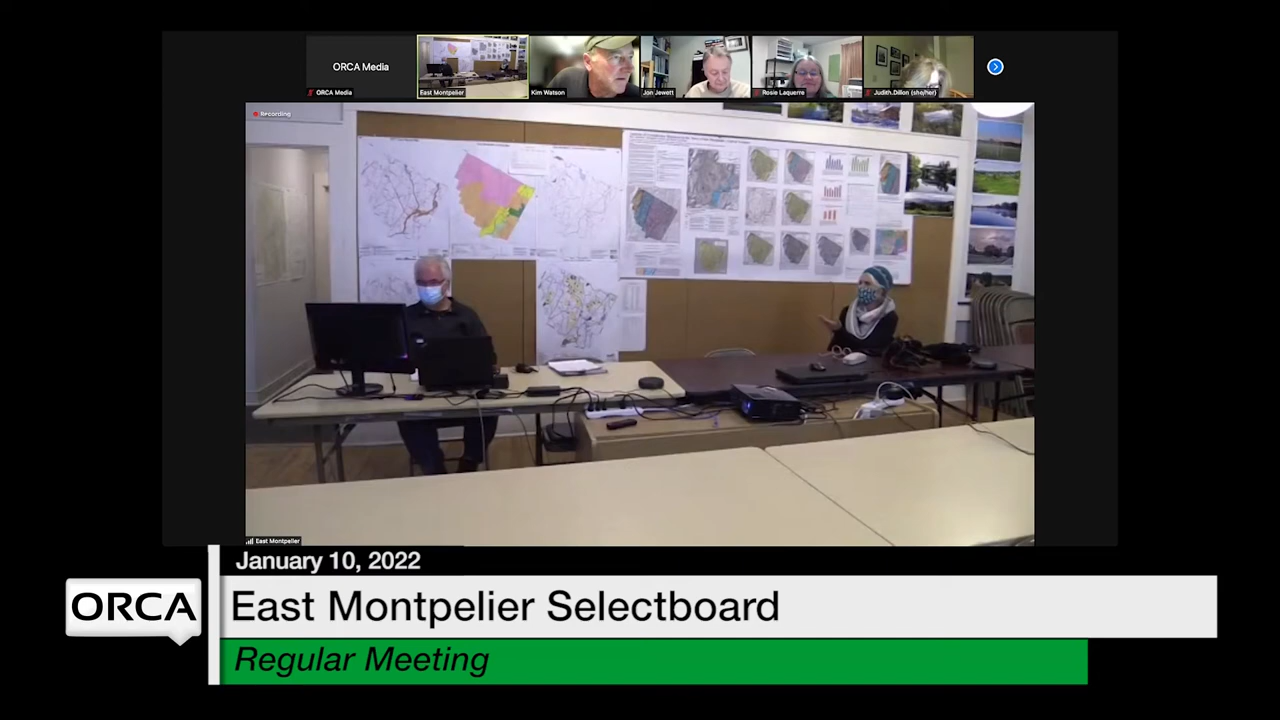 ORCA Media
ORCA Media
East Montpelier
Kim Watson
Jon Jewett
Rosie Laquerre
Judith.Dillon (she/her)
Recording
East Montpelier
January 10, 2022
ORCA
East Montpelier Selectboard
Regular Meeting